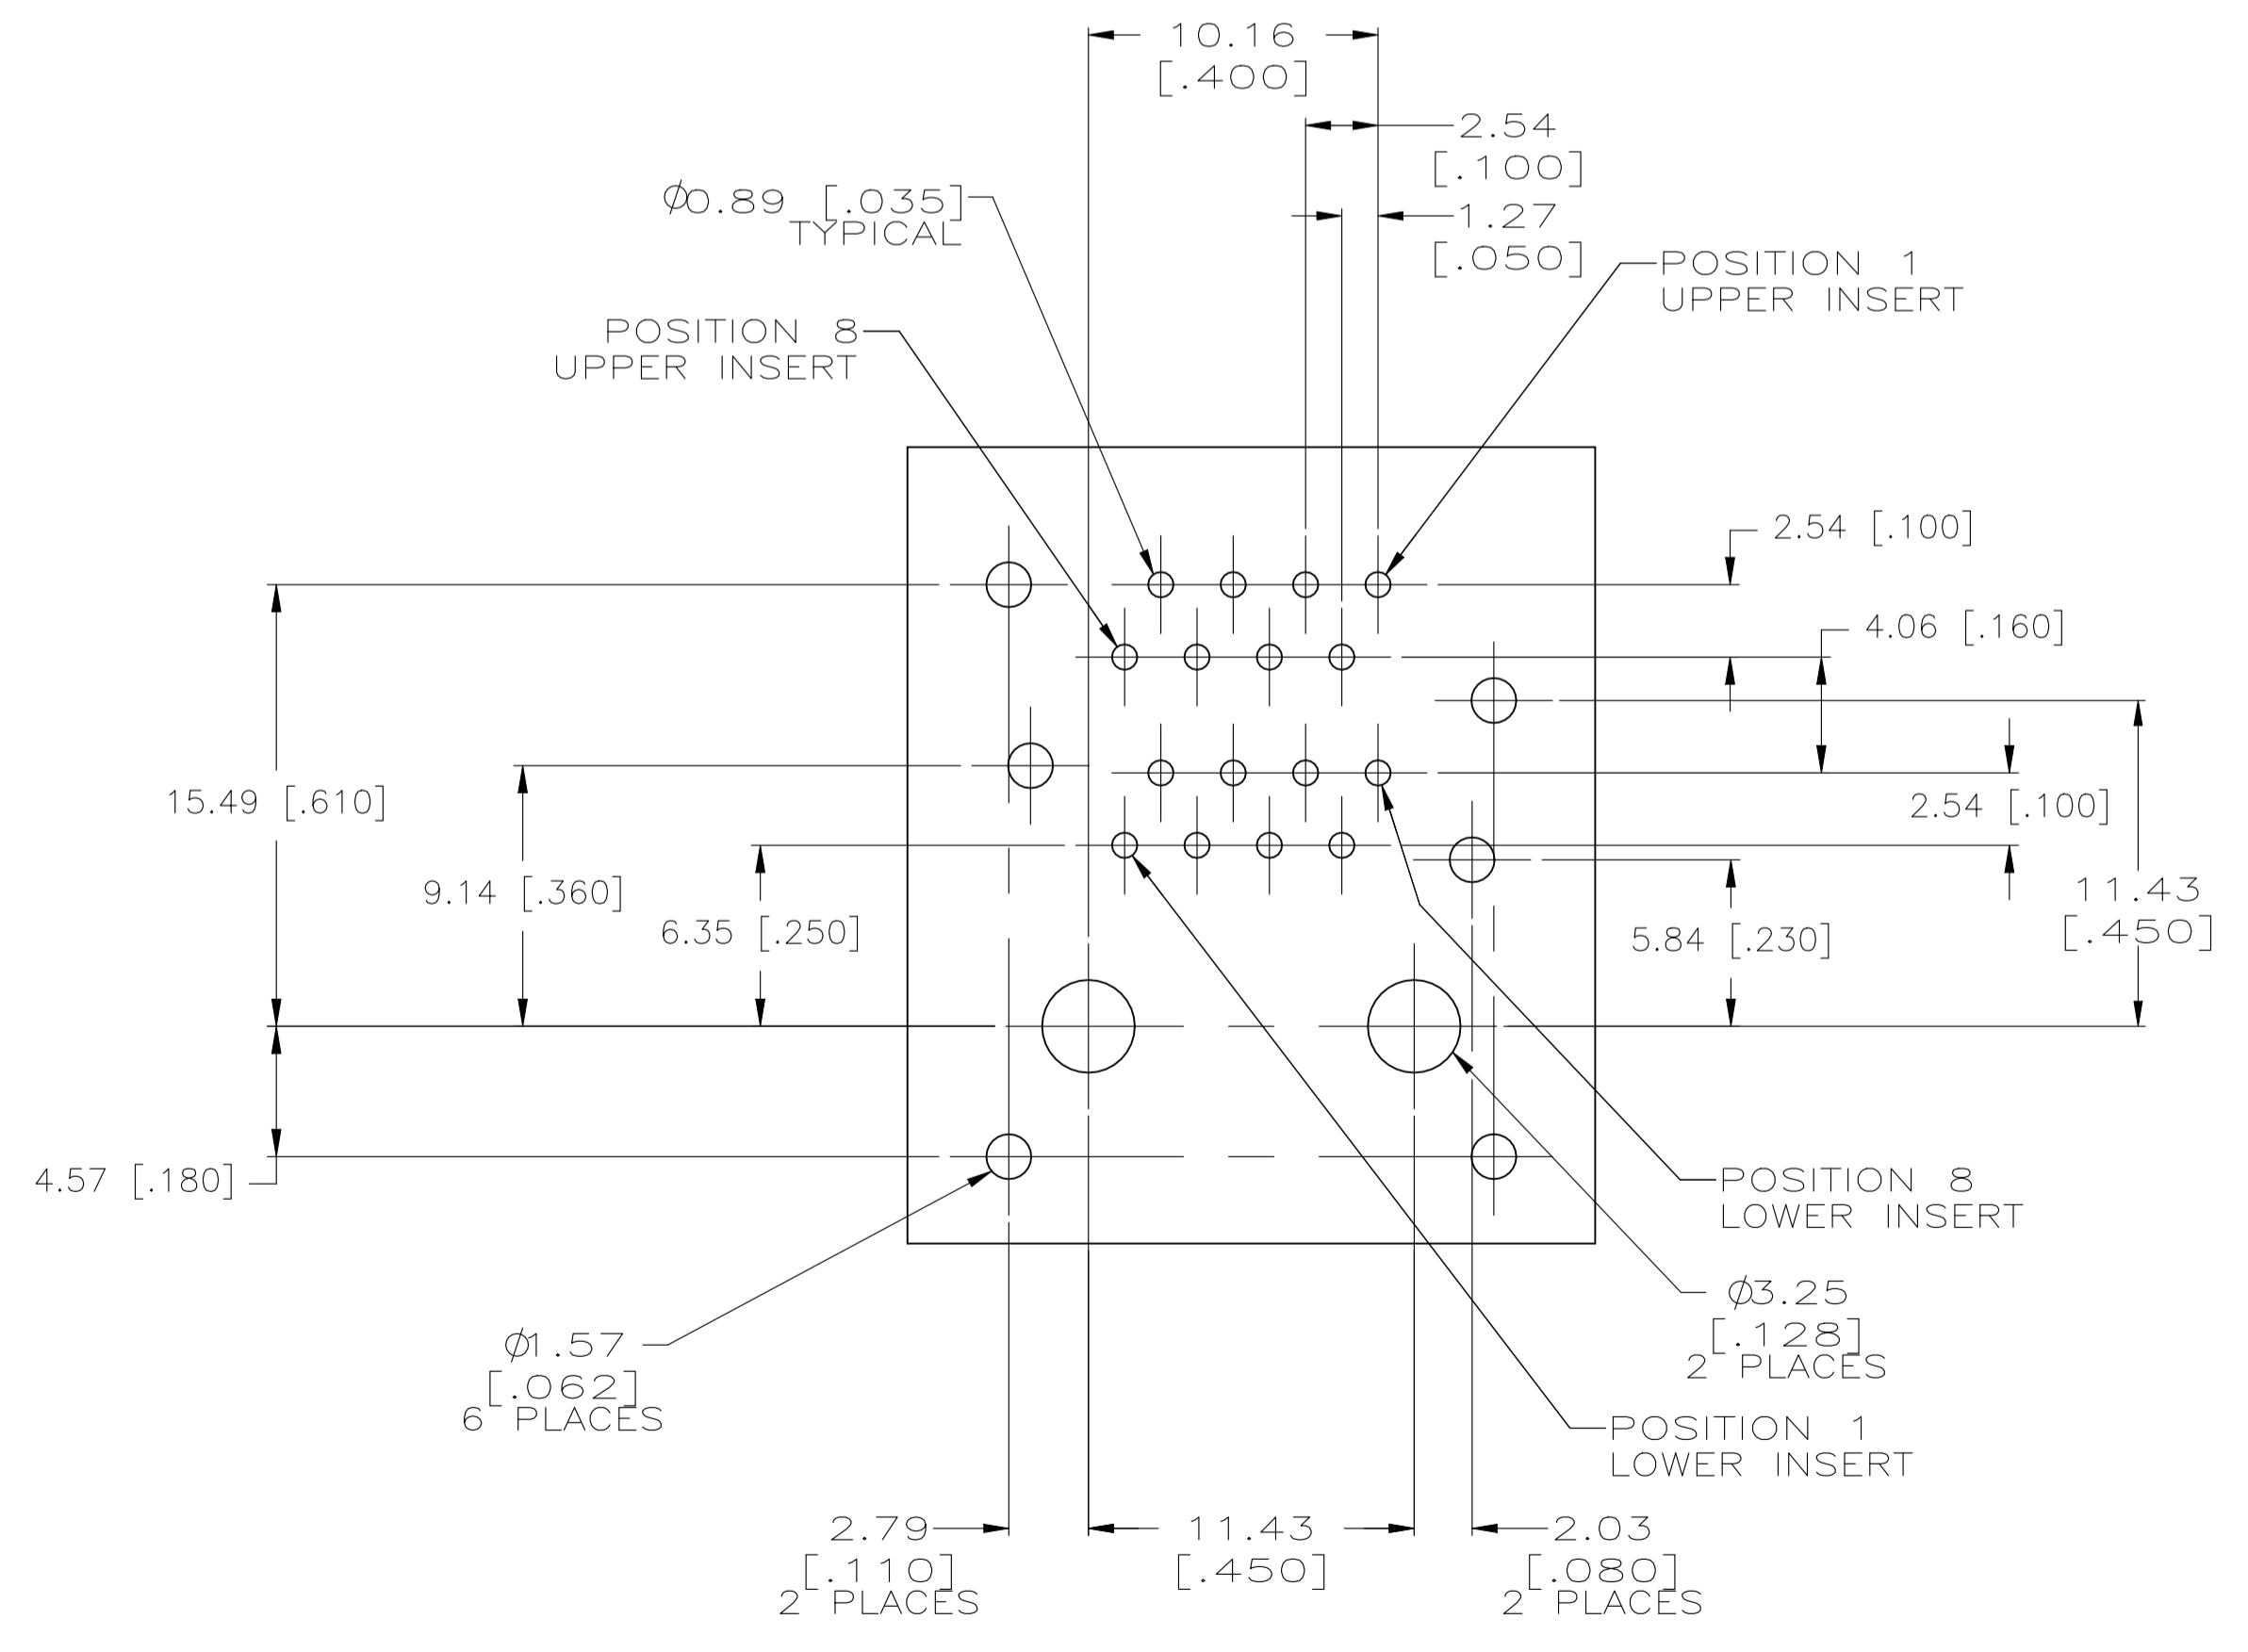 10.16
[.400]
2.54
[.100]
1.27
[.050]
⌀0.89 [.035]
TYPICAL
POSITION 1
UPPER INSERT
POSITION 8
UPPER INSERT
2.54 [.100]
4.06 [.160]
15.49 [.610]
2.54 [.100]
9.14 [.360]
11.43
[.450]
6.35 [.250]
5.84 [.230]
4.57 [.180]
POSITION 8
LOWER INSERT
⌀3.25
[.128]
2 PLACES
⌀1.57
[.062]
6 PLACES
POSITION 1
LOWER INSERT
2.79
[.110]
2 PLACES
11.43
[.450]
2.03
[.080]
2 PLACES